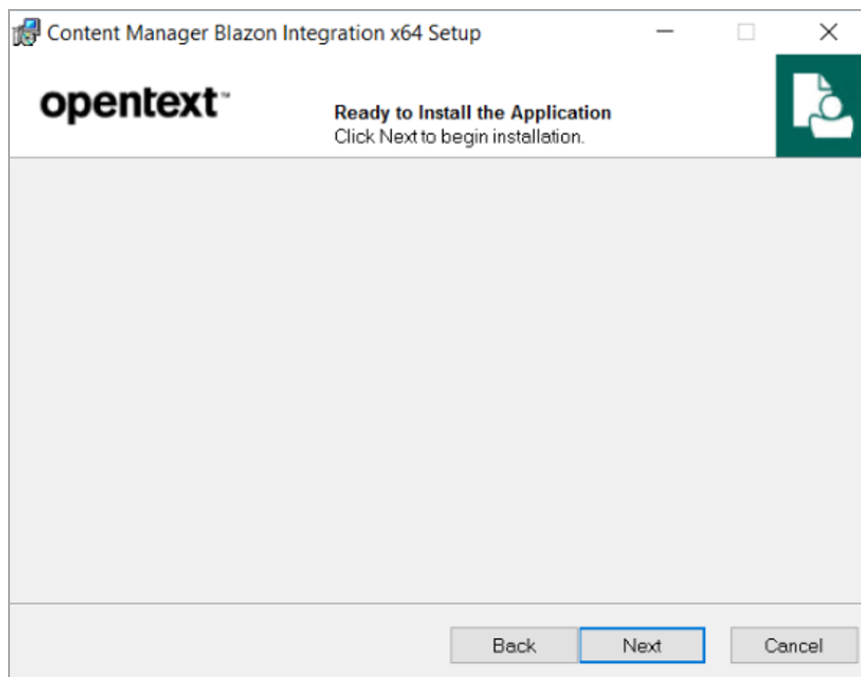 Content Manager Blazon Integration x64 Setup
opentext™
Ready to Install the Application
Click Next to begin installation.
Back
Next
Cancel